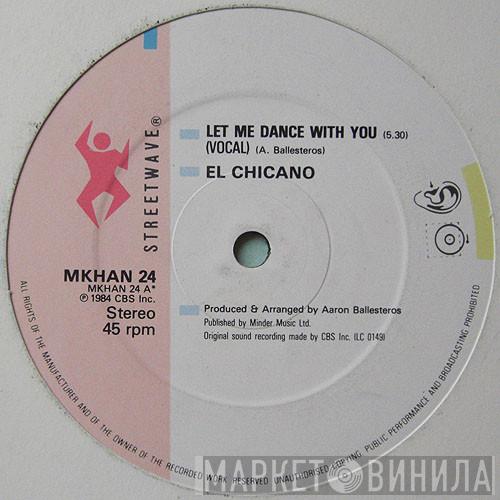 STREETWAVE®
LET ME DANCE WITH YOU (5.30)
(VOCAL) (A. Ballesteros)
EL CHICANO
MKHAN 24
MKHAN 24 A*
℗ 1984 CBS Inc.
Stereo
45 rpm
Produced & Arranged by Aaron Ballesteros
Published by Minder Music Ltd.
Original sound recording made by CBS Inc. (LC 0149)
ALL RIGHTS OF THE MANUFACTURER AND OF THE OWNER OF THE RECORDED WORK RESERVED. UNAUTHORISED COPYING, PUBLIC PERFORMANCE AND BROADCASTING PROHIBITED
МАРКЕТ ВИНИЛА